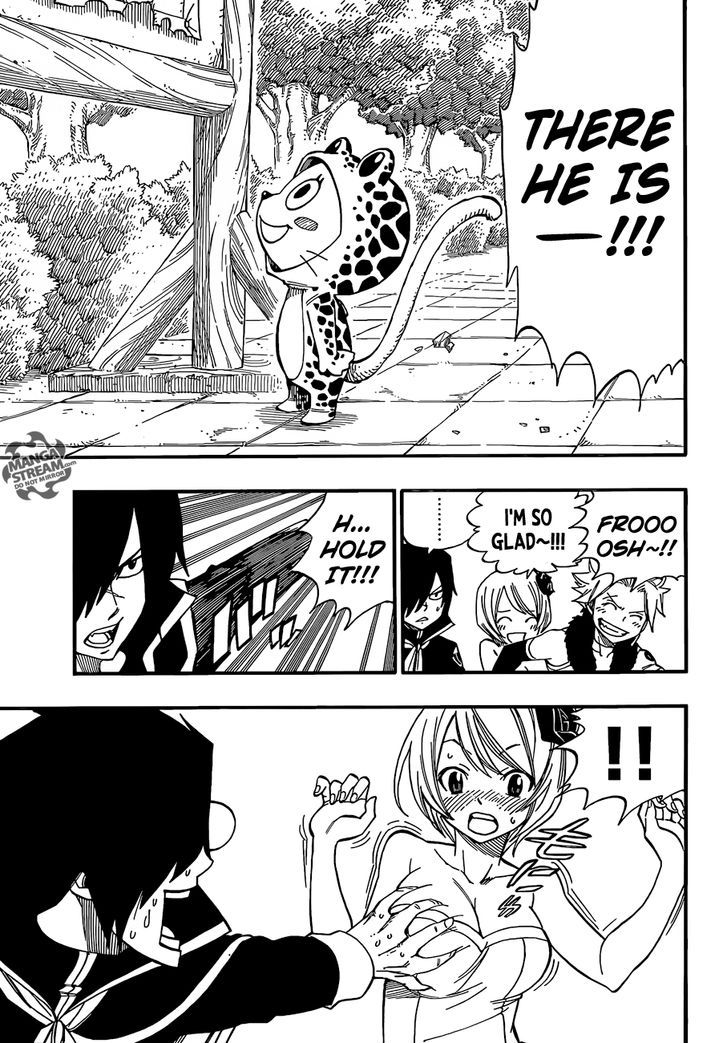 THERE
HE IS
—!!!
MANGA
STREAM.com
DO NOT MIRROR
FROOO
OSH~!!
I'M SO
GLAD~!!!
........
H...
HOLD
IT!!!
!!